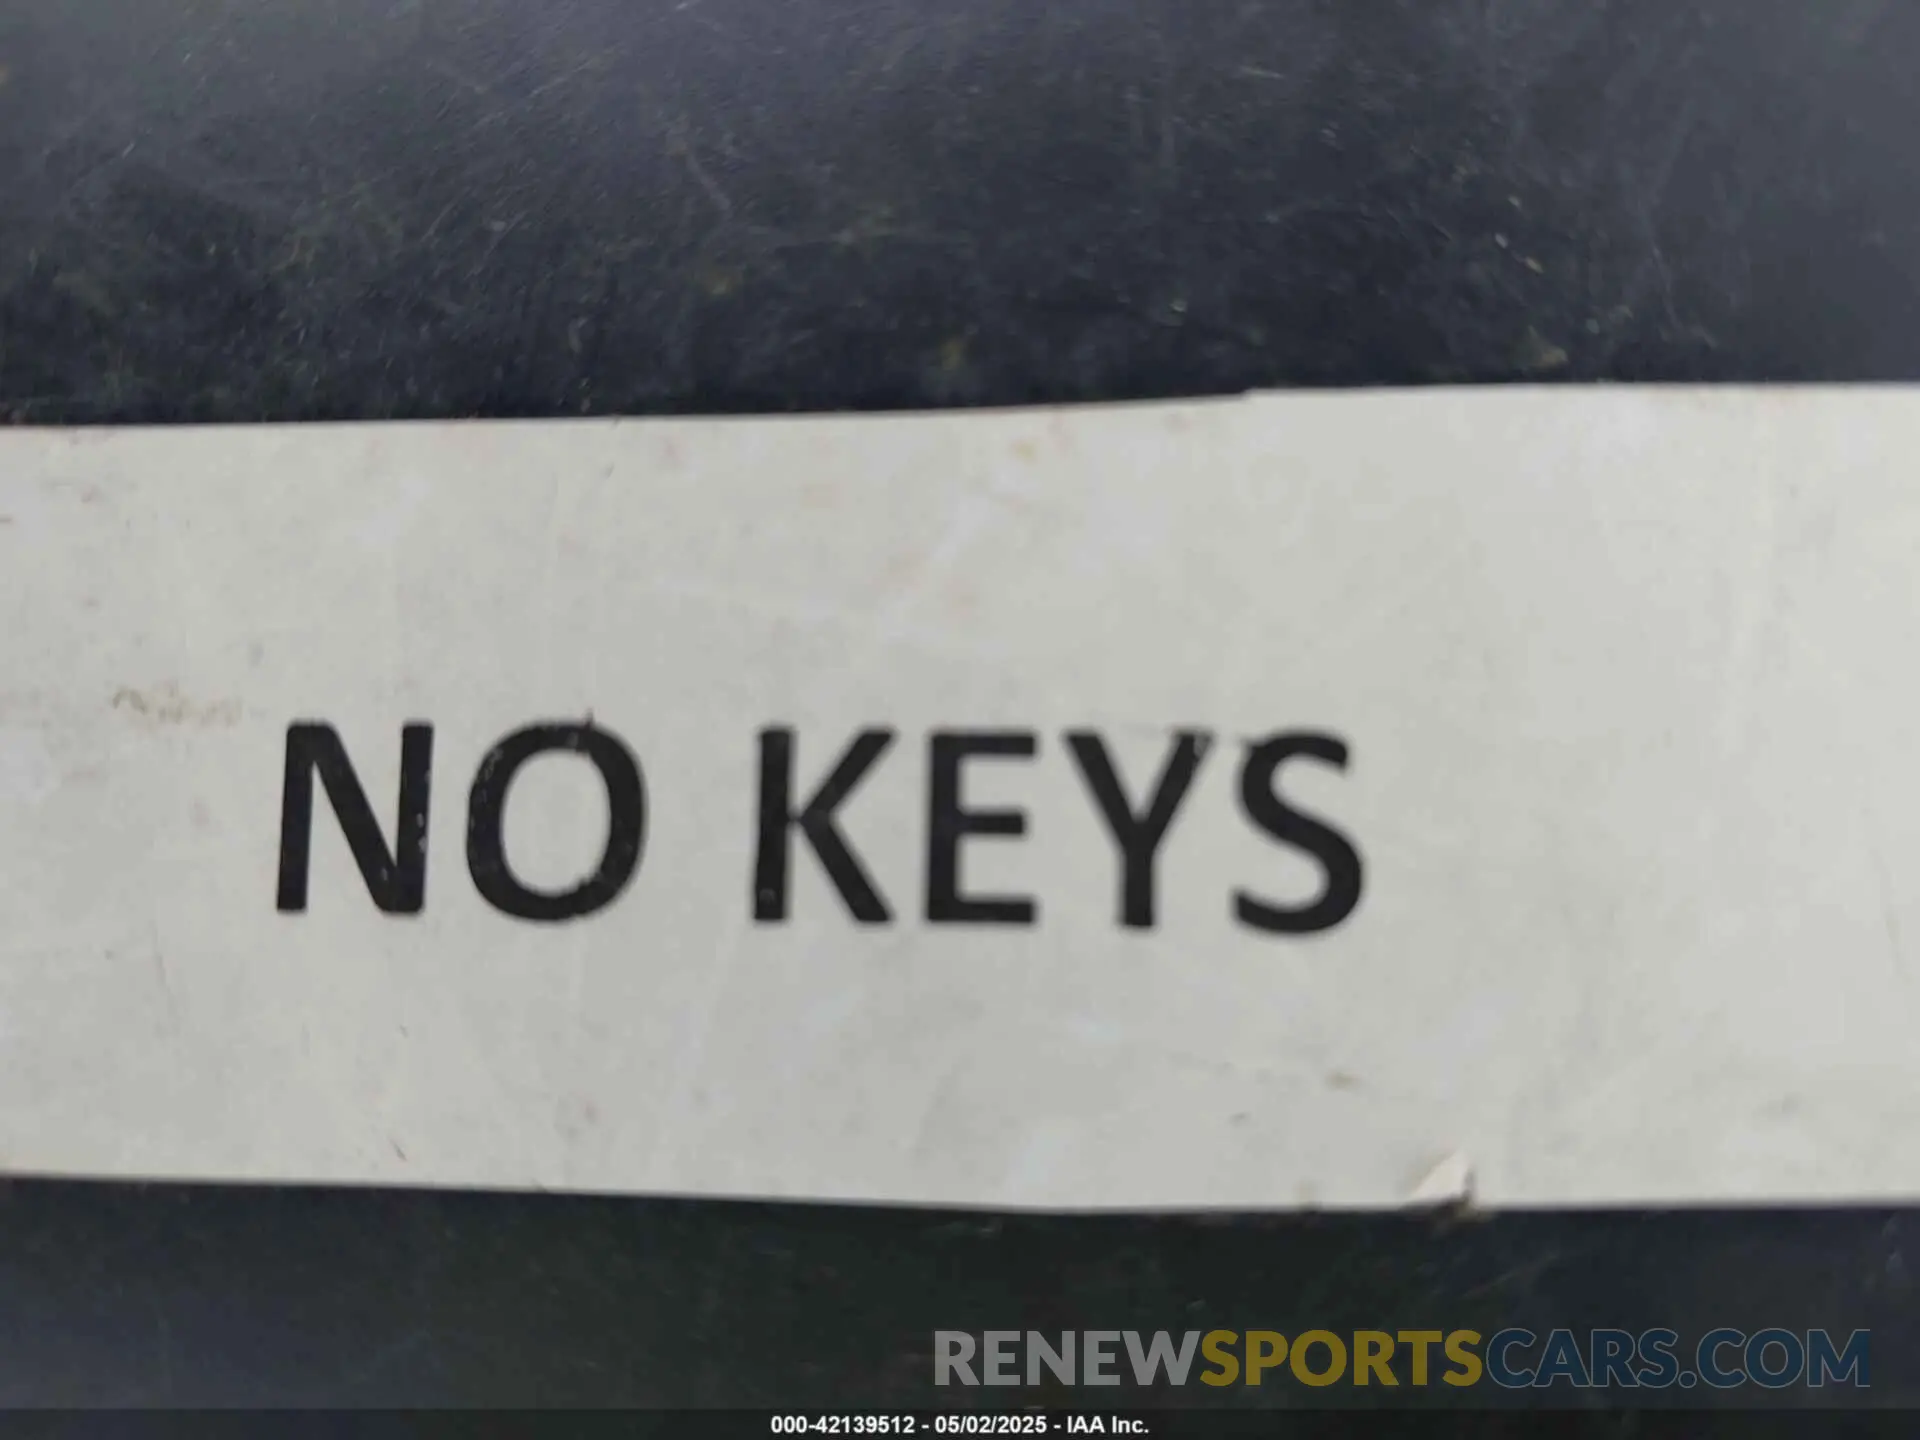 NO KEYS
RENEWSPORTSCARS.COM
000-42139512 - 05/02/2025 - IAA Inc.